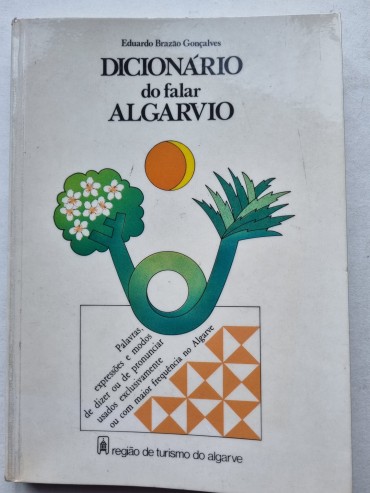 Eduardo Brazão Gonçalves
DICIONÁRIO
do falar
ALGARVIO
Palavras,
expressões e modos
de dizer ou de pronunciar
usados exclusivamente
ou com maior frequência no Algarve
região de turismo do algarve